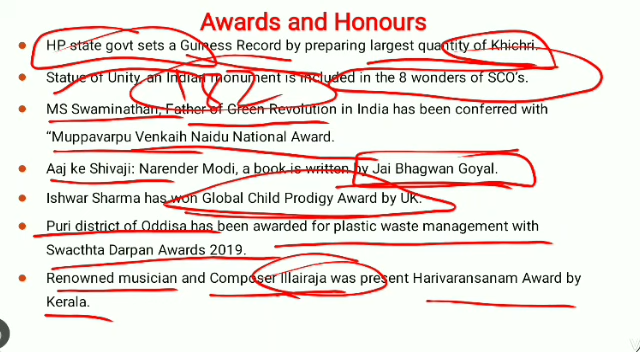 Awards and Honours
• HP state govt sets a Guiness Record by preparing largest quantity of Khichri.
• Statue of Unity, an Indian monument is included in the 8 wonders of SCO's.
182
• MS Swaminathan, Father of Green Revolution in India has been conferred with
"Muppavarpu Venkaih Naidu National Award.
• Aaj ke Shivaji: Narender Modi, a book is written by Jai Bhagwan Goyal.
• Ishwar Sharma has won Global Child Prodigy Award by UK.
• Puri district of Oddisa has been awarded for plastic waste management with
Swacthta Darpan Awards 2019.
• Renowned musician and Composer Illairaja was present Harivaransanam Award by
Kerala.